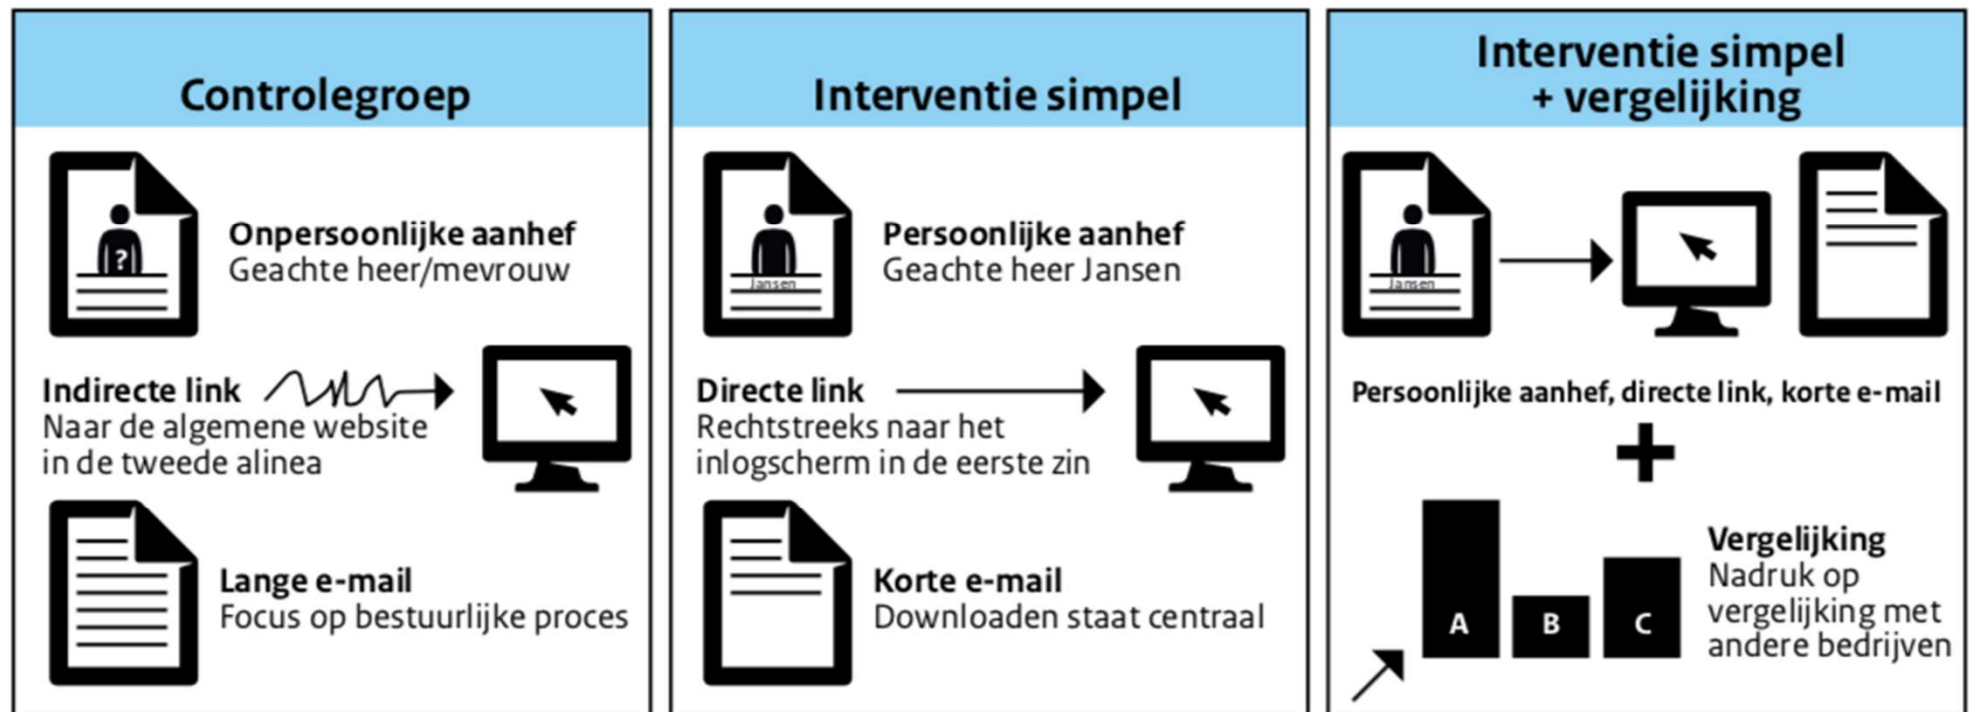 Controlegroep
?
Onpersoonlijke aanhef
Geachte heer/mevrouw
Indirecte link
Naar de algemene website
in de tweede alinea
Lange e-mail
Focus op bestuurlijke proces
Interventie simpel
Jansen
Persoonlijke aanhef
Geachte heer Jansen
Directe link
Rechtstreeks naar het
inlogscherm in de eerste zin
Korte e-mail
Downloaden staat centraal
Interventie simpel
+ vergelijking
Jansen
Persoonlijke aanhef, directe link, korte e-mail
+
A B C
Vergelijking
Nadruk op
vergelijking met
andere bedrijven